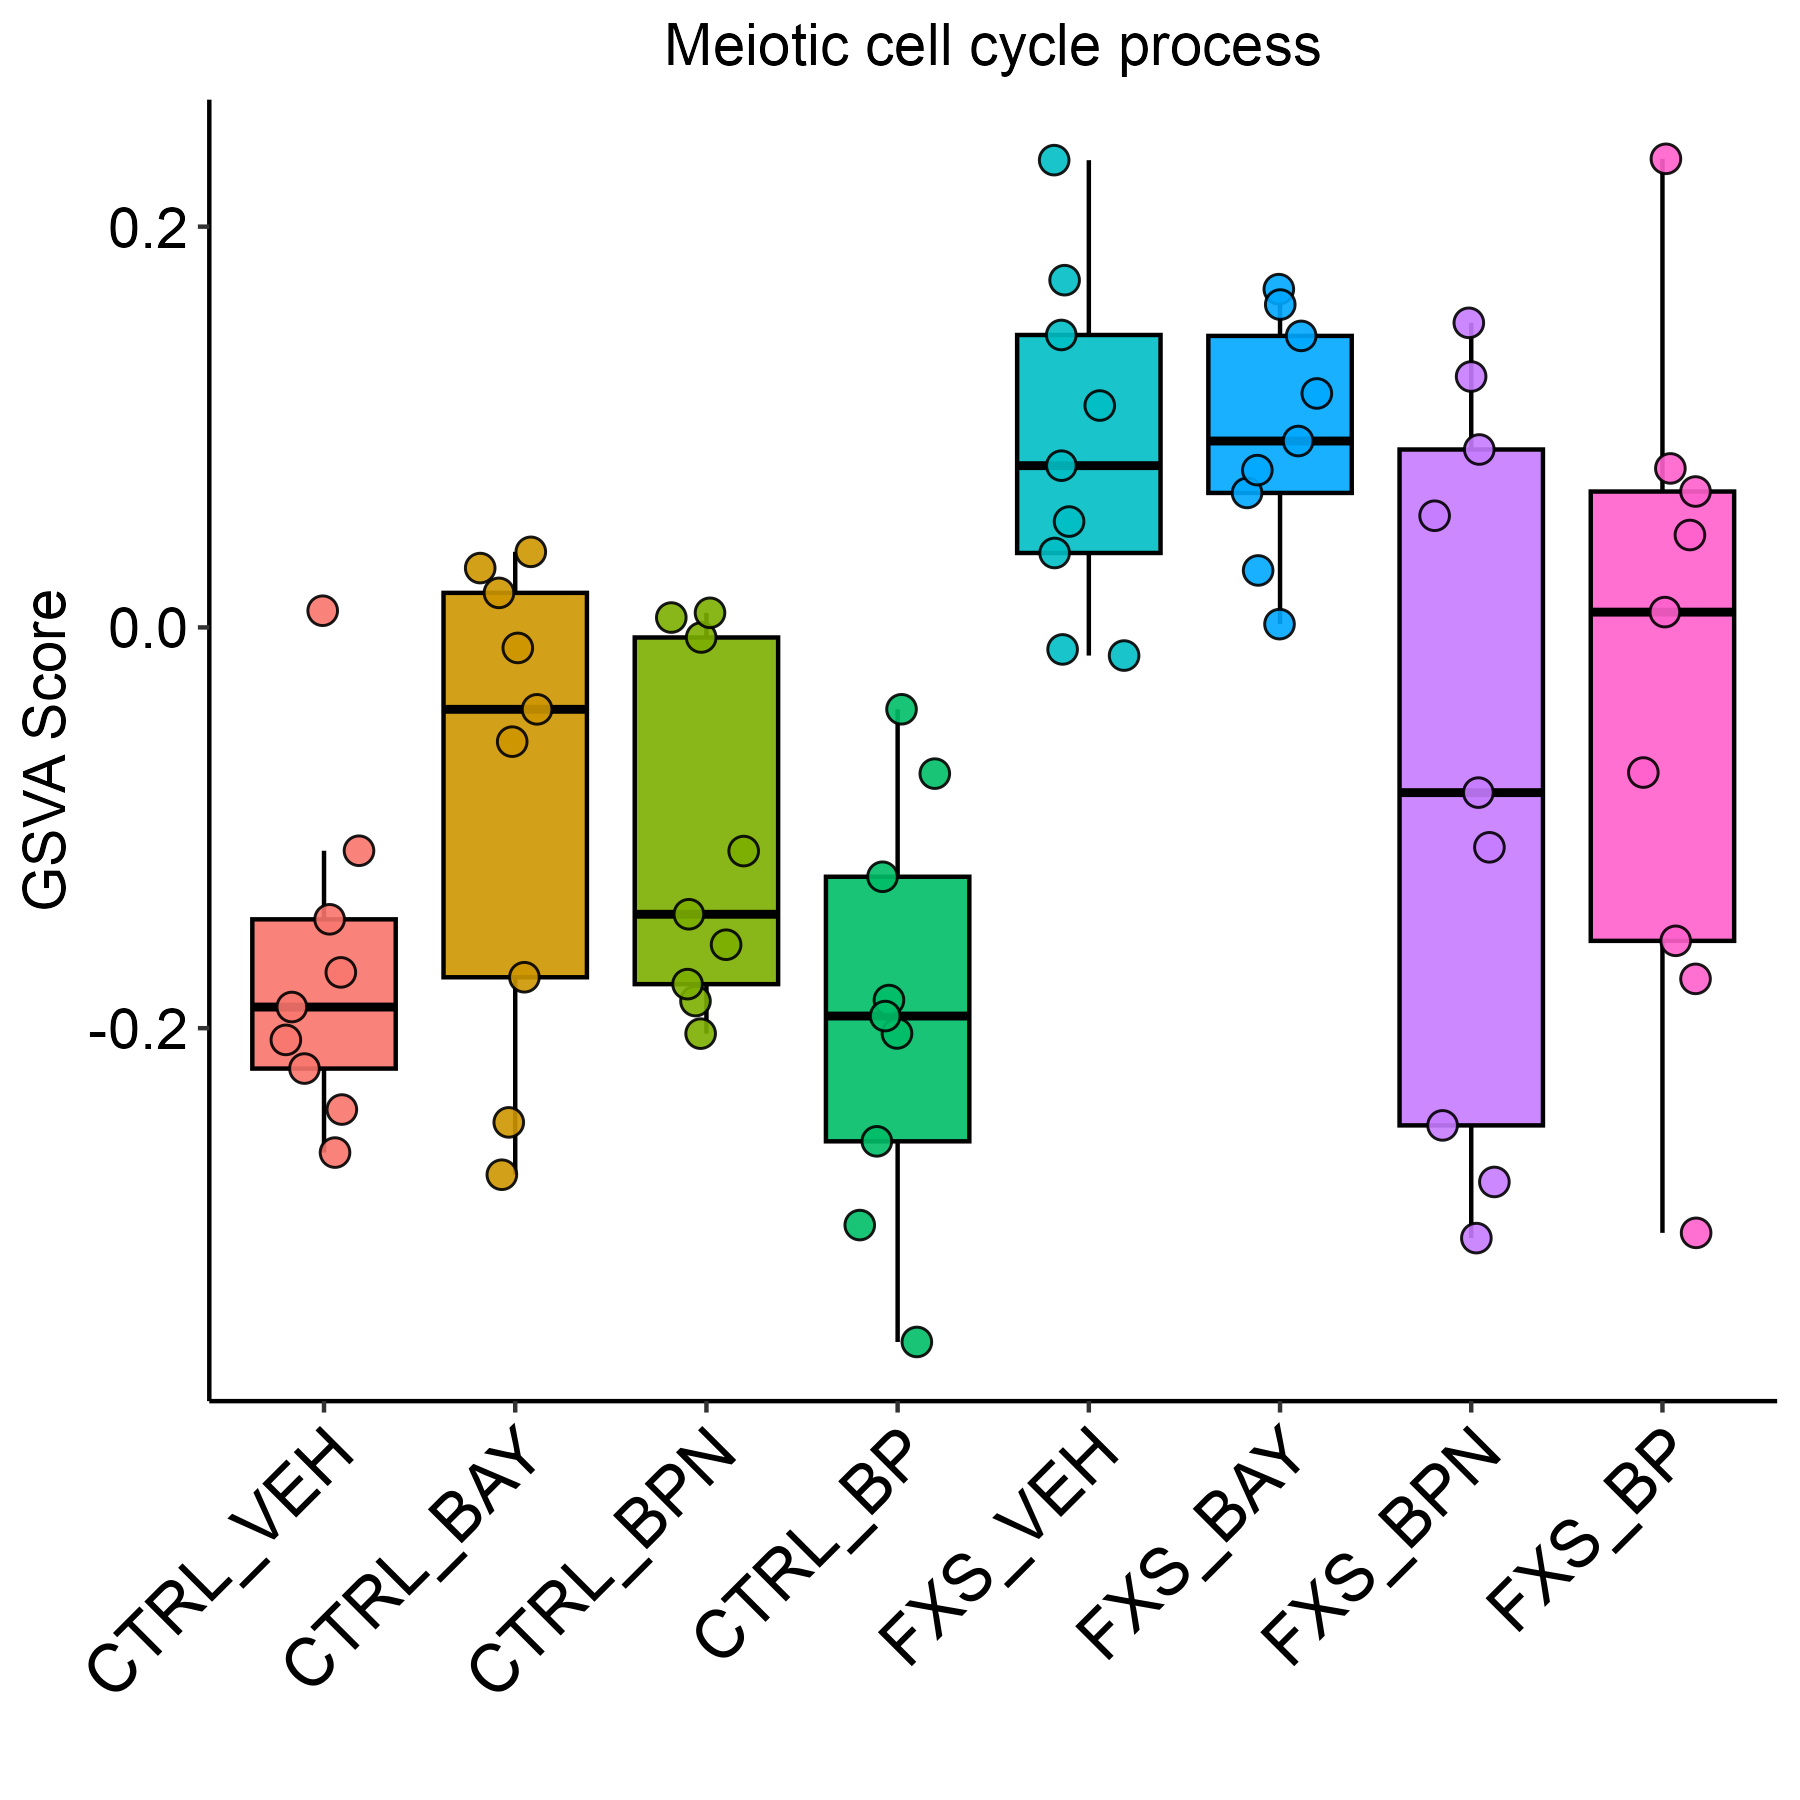 Meiotic cell cycle process
GSVA Score
0.2
0.0
-0.2
CTRL_VEH
CTRL_BAY
CTRL_BPN
CTRL_BP
FXS_VEH
FXS_BAY
FXS_BPN
FXS_BP